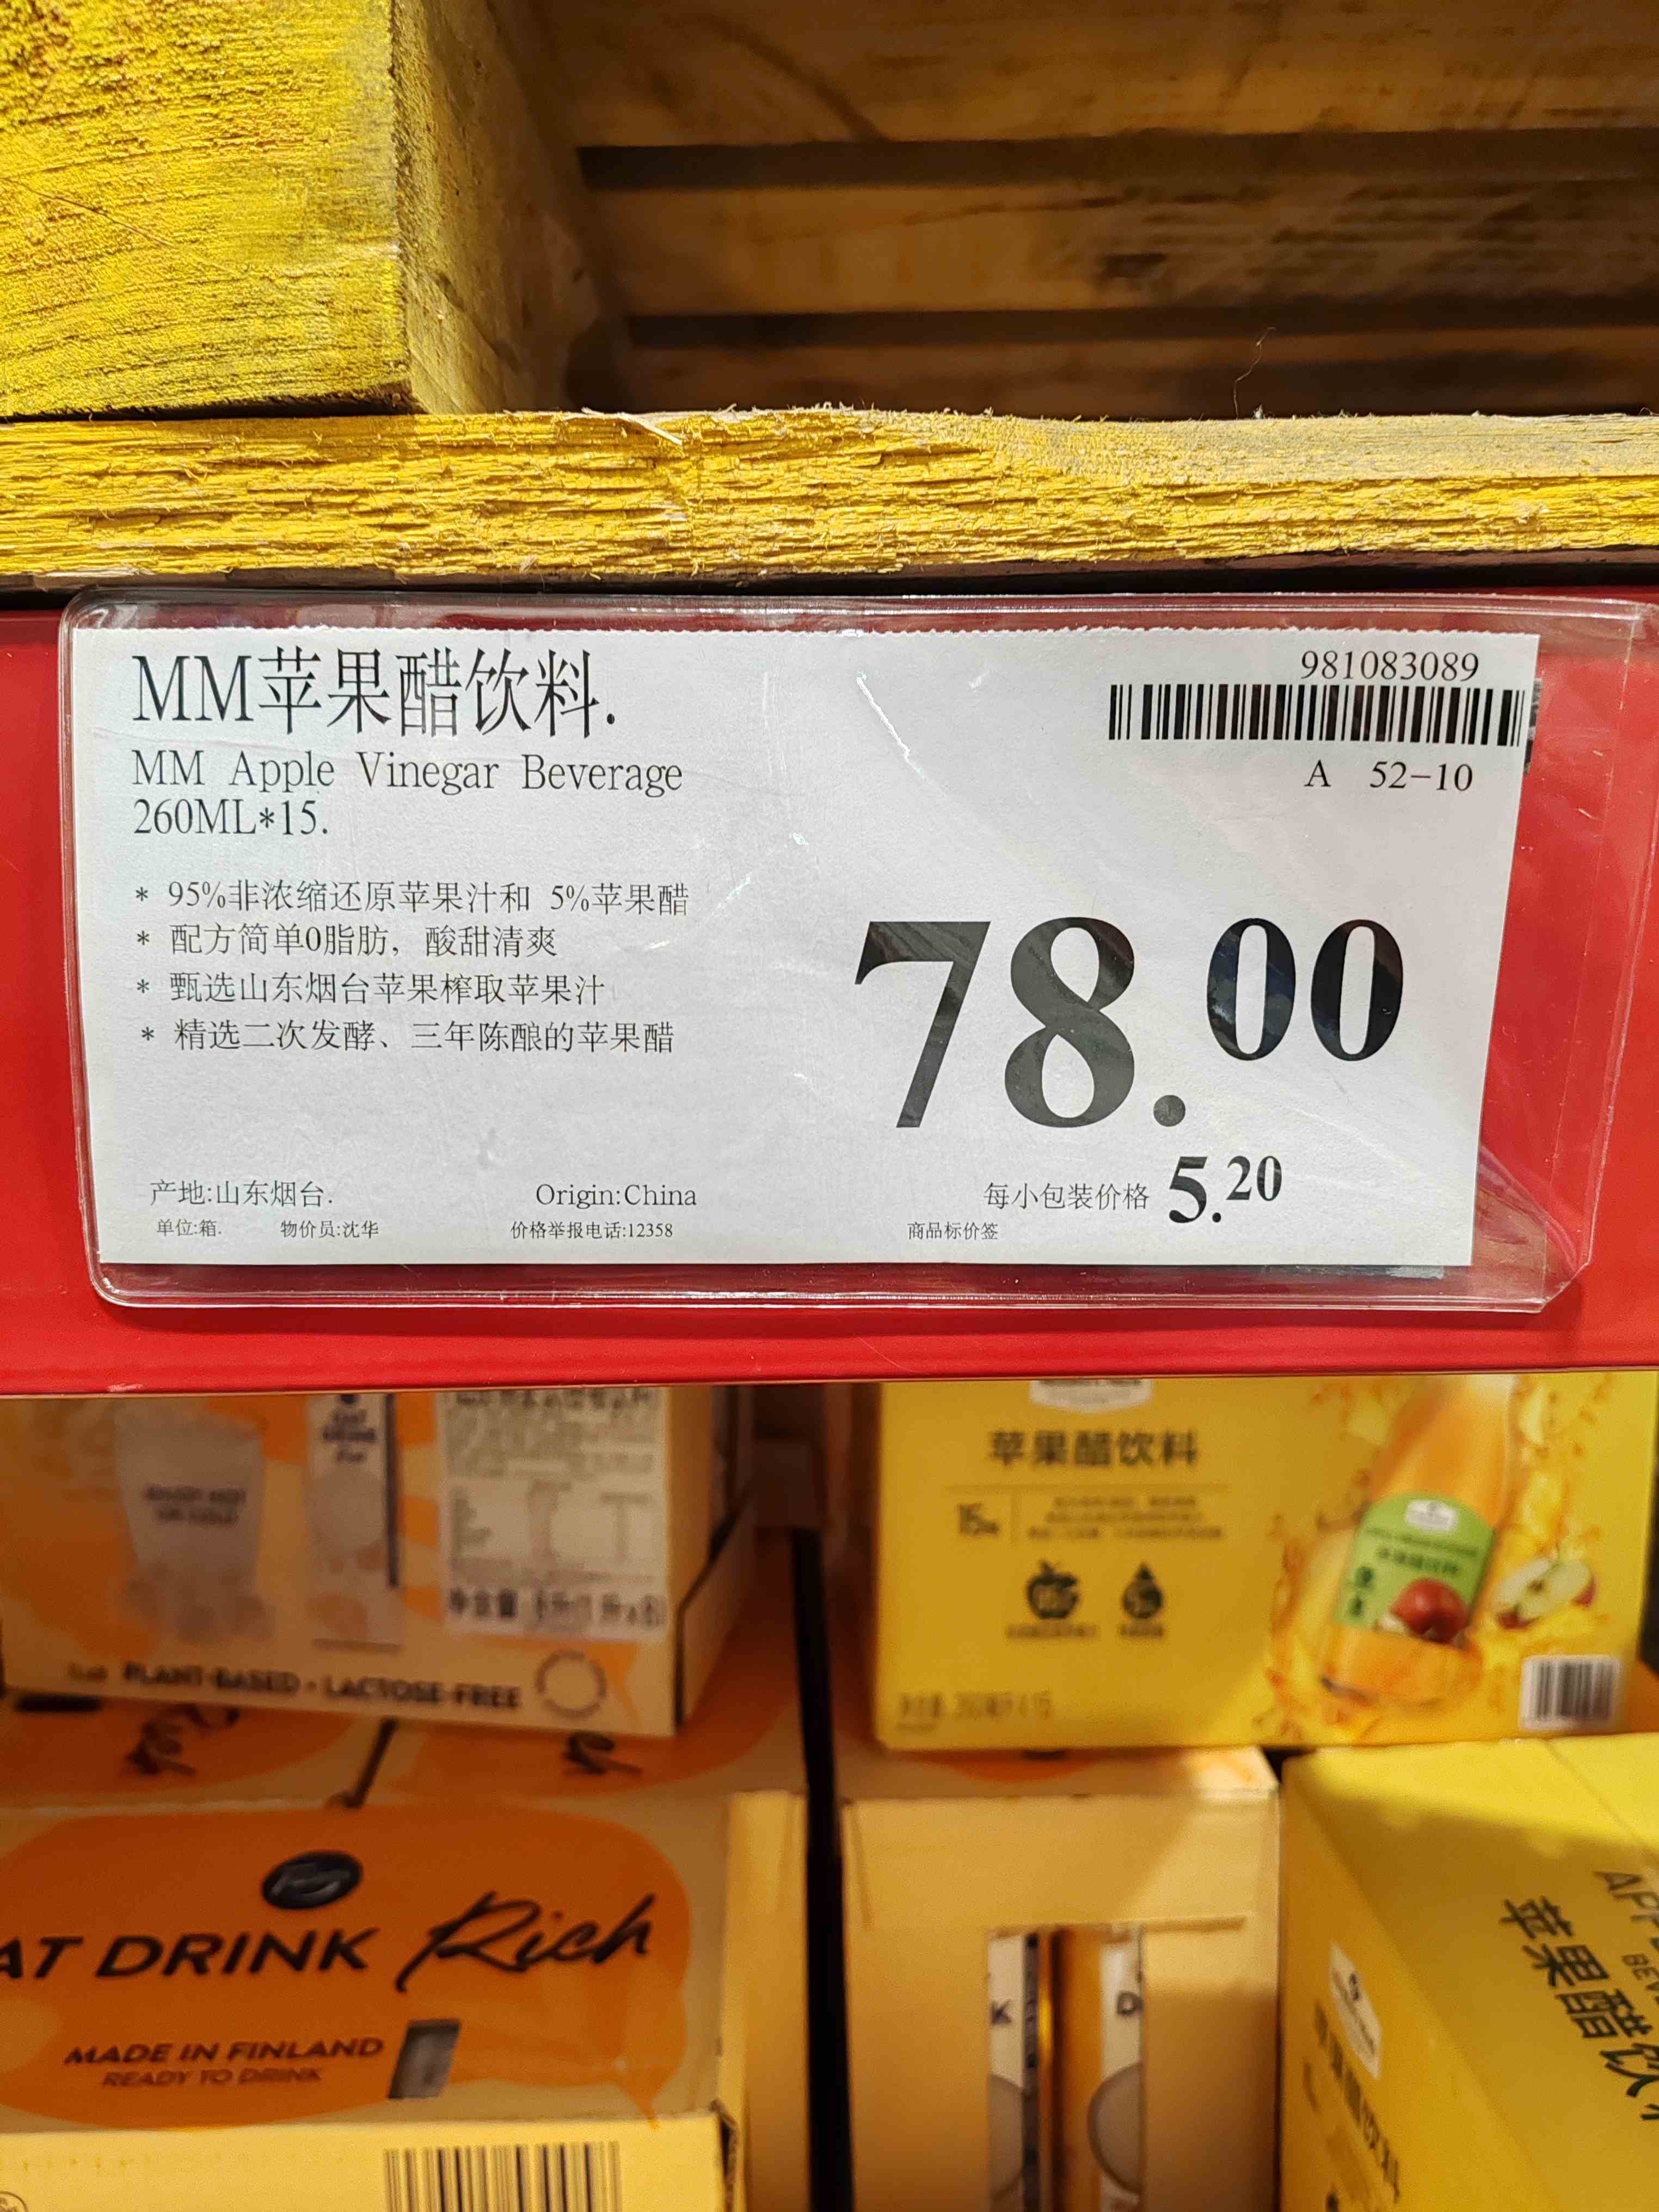 MM苹果醋饮料.
MM Apple Vinegar Beverage
260ML*15.
981083089
A 52-10
* 95%非浓缩还原苹果汁和 5%苹果醋
* 配方简单0脂肪，酸甜清爽
* 甄选山东烟台苹果榨取苹果汁
* 精选二次发酵、三年陈酿的苹果醋
78.00
产地:山东烟台.
Origin:China
每小包装价格 5.20
单位:箱.
物价员:沈华
价格举报电话:12358
商品标价签
苹果醋饮料
15
PLANT-BASED • LACTOSE-FREE
AT DRINK Rich
MADE IN FINLAND
READY TO DRINK
K
D
苹果醋饮